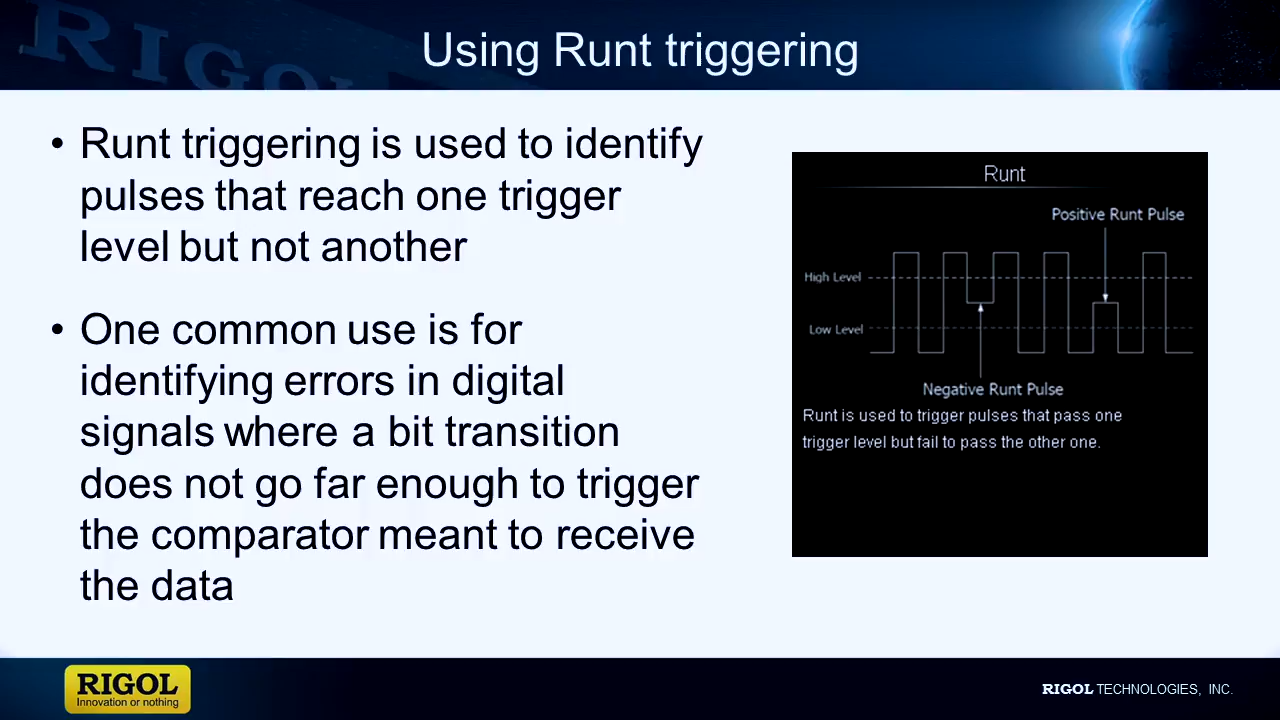 RIGOL
Using Runt triggering
• Runt triggering is used to identify
pulses that reach one trigger
level but not another
• One common use is for
identifying errors in digital
signals where a bit transition
does not go far enough to trigger
the comparator meant to receive
the data
Runt
Positive Runt Pulse
High Level
Low Level
Negative Runt Pulse
Runt is used to trigger pulses that pass one
trigger level but fail to pass the other one.
RIGOL
Innovation or nothing
RIGOL TECHNOLOGIES, INC.